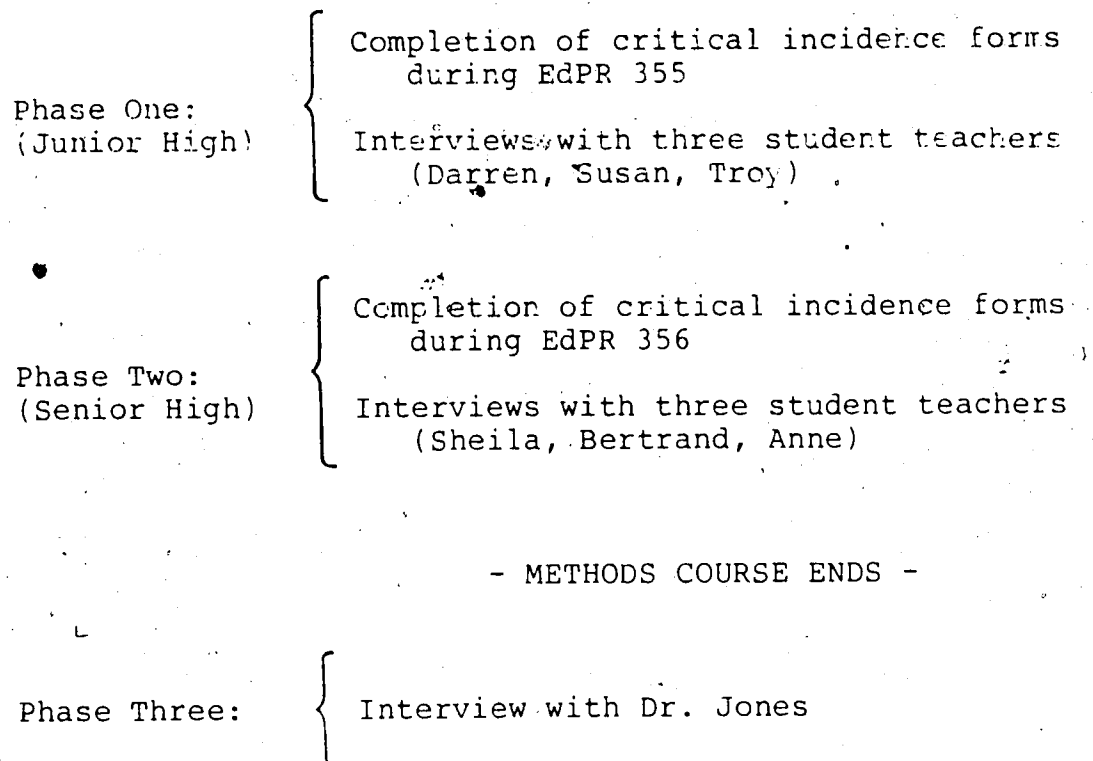 Completion of critical incidence forms
during EdPR 355
Phase One:
(Junior High)
Interviews with three student teachers
(Darren, Susan, Troy)
Completion of critical incidence forms
during EdPR 356
Phase Two:
(Senior High)
Interviews with three student teachers
(Sheila, Bertrand, Anne)
- METHODS COURSE ENDS -
Phase Three:
Interview with Dr. Jones